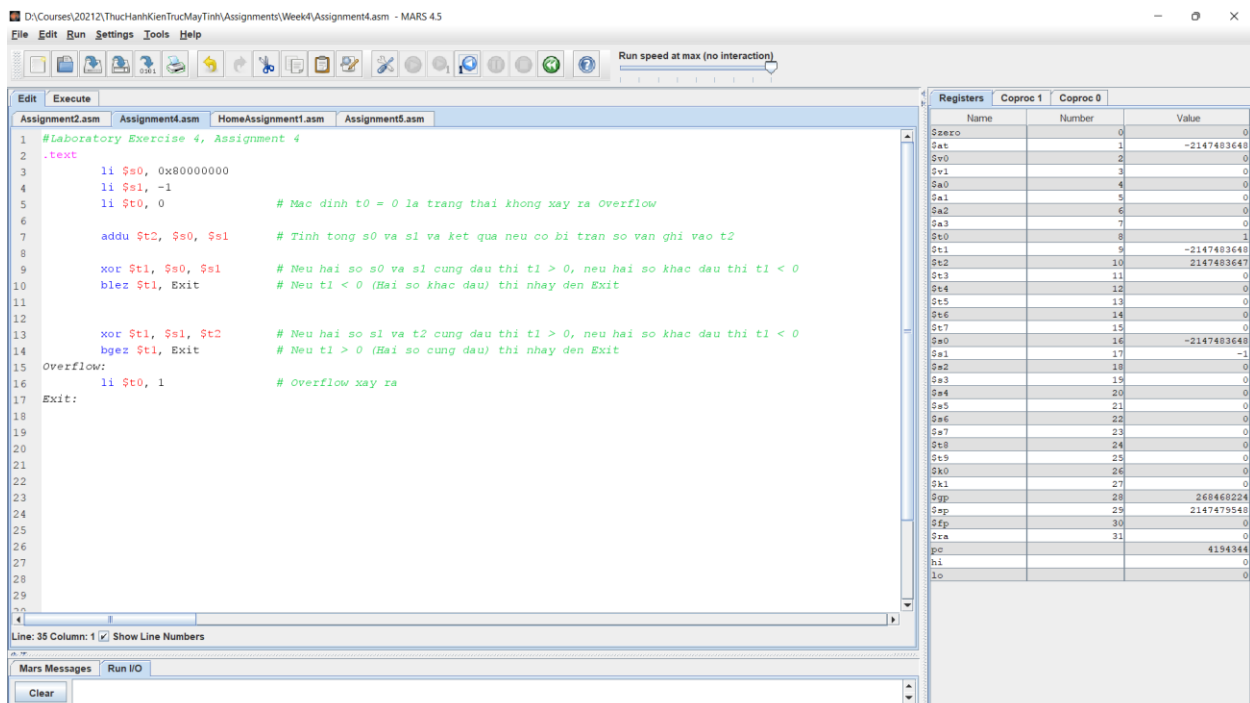 D:\Courses\20212\ThucHanhKienTrucMayTinh\Assignments\Week4\Assignment4.asm - MARS 4.5
File Edit Run Settings Tools Help
Run speed at max (no interaction)
Edit Execute
Assignment2.asm Assignment4.asm HomeAssignment1.asm Assignment5.asm
1 #Laboratory Exercise 4, Assignment 4
2 .text
3 li $s0, 0x80000000
4 li $s1, -1
5 li $t0, 0 # Mac dinh t0 = 0 la trang thai khong xay ra Overflow
6
7 addu $t2, $s0, $s1 # Tinh tong s0 va s1 va ket qua neu co bi tran so van ghi vao t2
8
9 xor $t1, $s0, $s1 # Neu hai so s0 va s1 cung dau thi t1 > 0, neu hai so khac dau thi t1 < 0
10 blez $t1, Exit # Neu t1 < 0 (Hai so khac dau) thi nhay den Exit
11
12
13 xor $t1, $s1, $t2 # Neu hai so s1 va t2 cung dau thi t1 > 0, neu hai so khac dau thi t1 < 0
14 bgez $t1, Exit # Neu t1 > 0 (Hai so cung dau) thi nhay den Exit
15 Overflow:
16 li $t0, 1 # Overflow xay ra
17 Exit:
18
19
20
21
22
23
24
25
26
27
28
29
Line: 35 Column: 1 Show Line Numbers
Mars Messages Run I/O
Clear
Registers Coproc 1 Coproc 0
Name Number Value
$zero 0 0
$at 1 -2147483648
$v0 2 0
$v1 3 0
$a0 4 0
$a1 5 0
$a2 6 0
$a3 7 0
$t0 8 1
$t1 9 -2147483648
$t2 10 2147483647
$t3 11 0
$t4 12 0
$t5 13 0
$t6 14 0
$t7 15 0
$s0 16 -2147483648
$s1 17 -1
$s2 18 0
$s3 19 0
$s4 20 0
$s5 21 0
$s6 22 0
$s7 23 0
$t8 24 0
$t9 25 0
$k0 26 0
$k1 27 0
$gp 28 268468224
$sp 29 2147479548
$fp 30 0
$ra 31 0
pc 4194344
hi 0
lo 0